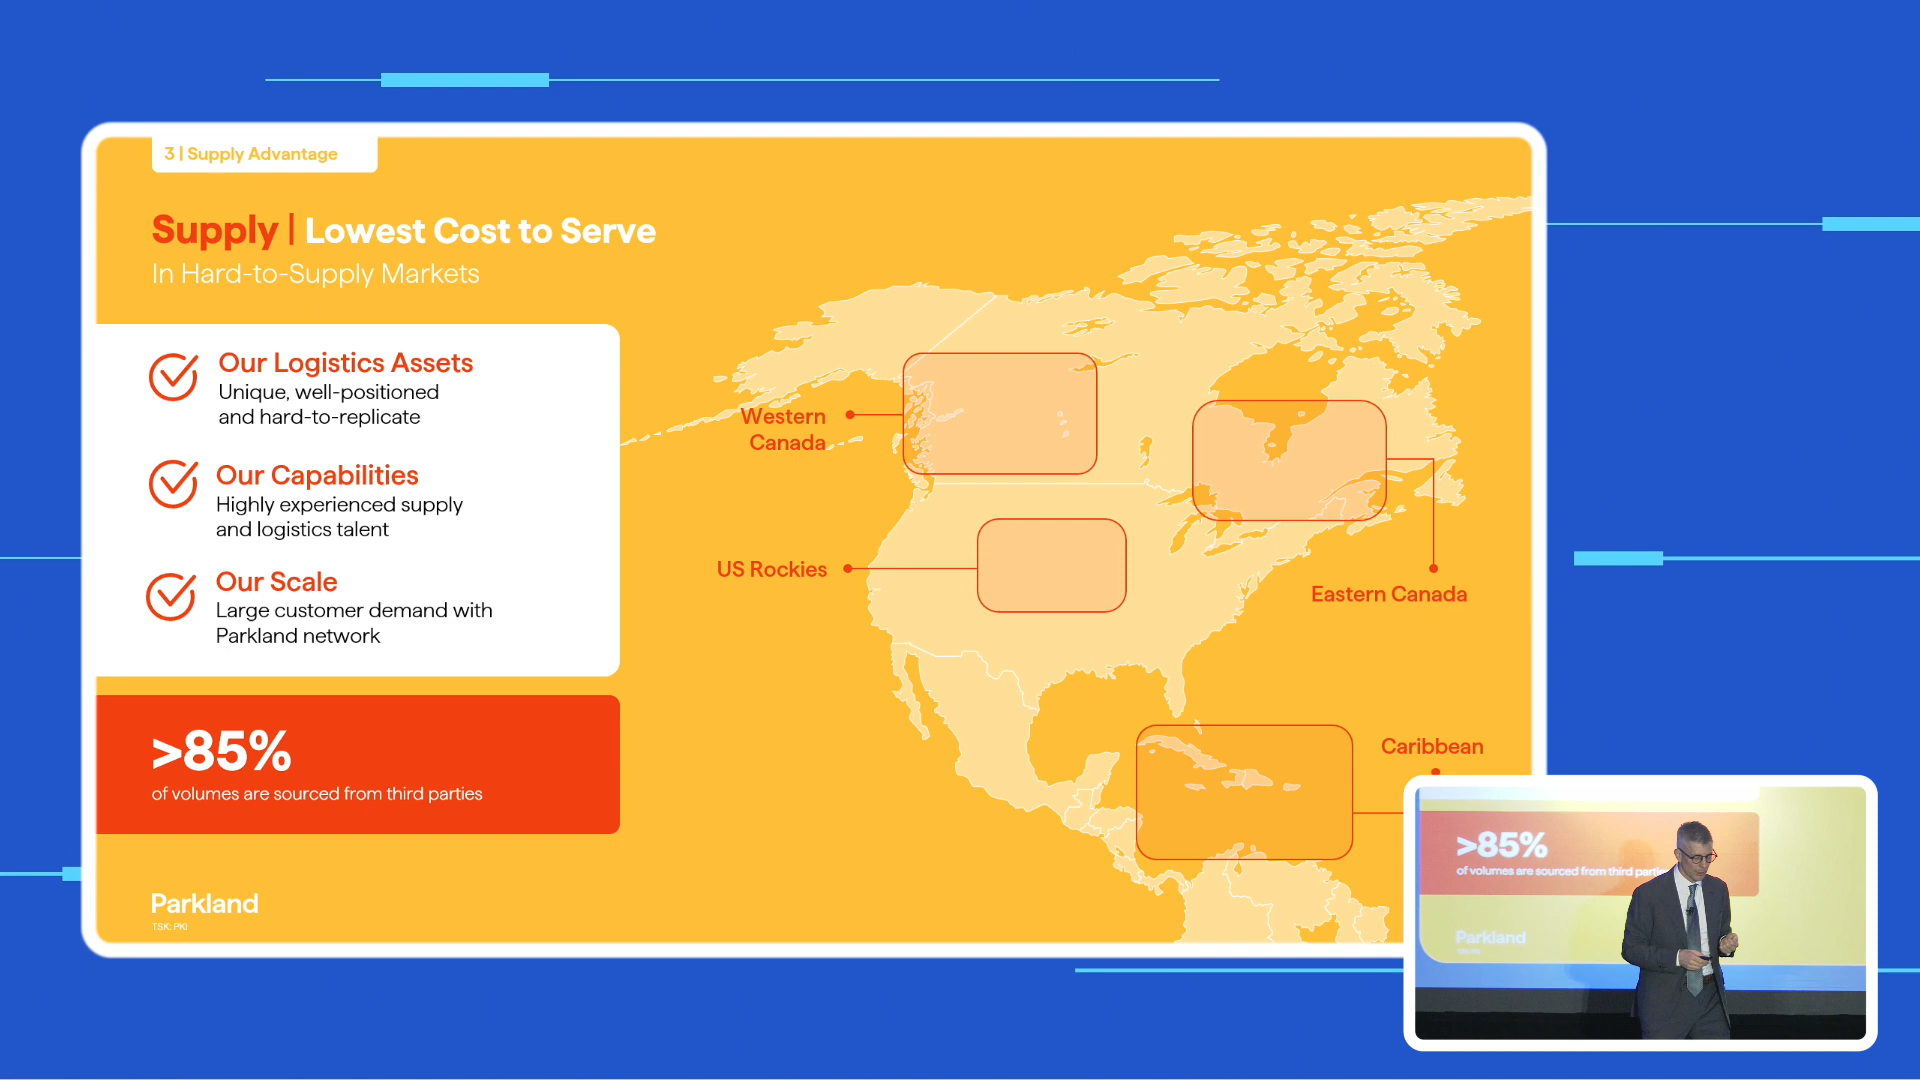 3 | Supply Advantage
Supply | Lowest Cost to Serve
In Hard-to-Supply Markets
Our Logistics Assets
Unique, well-positioned
and hard-to-replicate
Our Capabilities
Highly experienced supply
and logistics talent
Our Scale
Large customer demand with
Parkland network
>85%
of volumes are sourced from third parties
Parkland
TSK: PKI
Western
Canada
US Rockies
Eastern Canada
Caribbean
>85%
of volumes are sourced from third
Parkland